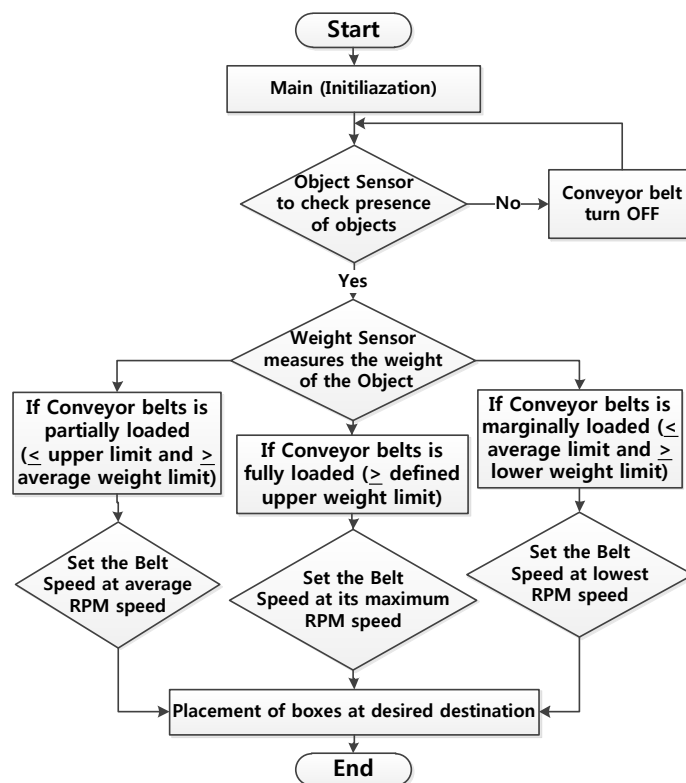 Start
Main (Initiliazation)
Object Sensor
to check presence
of objects
No
Conveyor belt
turn OFF
Yes
Weight Sensor
measures the weight
of the Object
If Conveyor belts is
partially loaded
(≤ upper limit and ≥
average weight limit)
If Conveyor belts is
fully loaded (≥ defined
upper weight limit)
If Conveyor belts is
marginally loaded (≤
average limit and ≥
lower weight limit)
Set the Belt
Speed at average
RPM speed
Set the Belt
Speed at its maximum
RPM speed
Set the Belt
Speed at lowest
RPM speed
Placement of boxes at desired destination
End